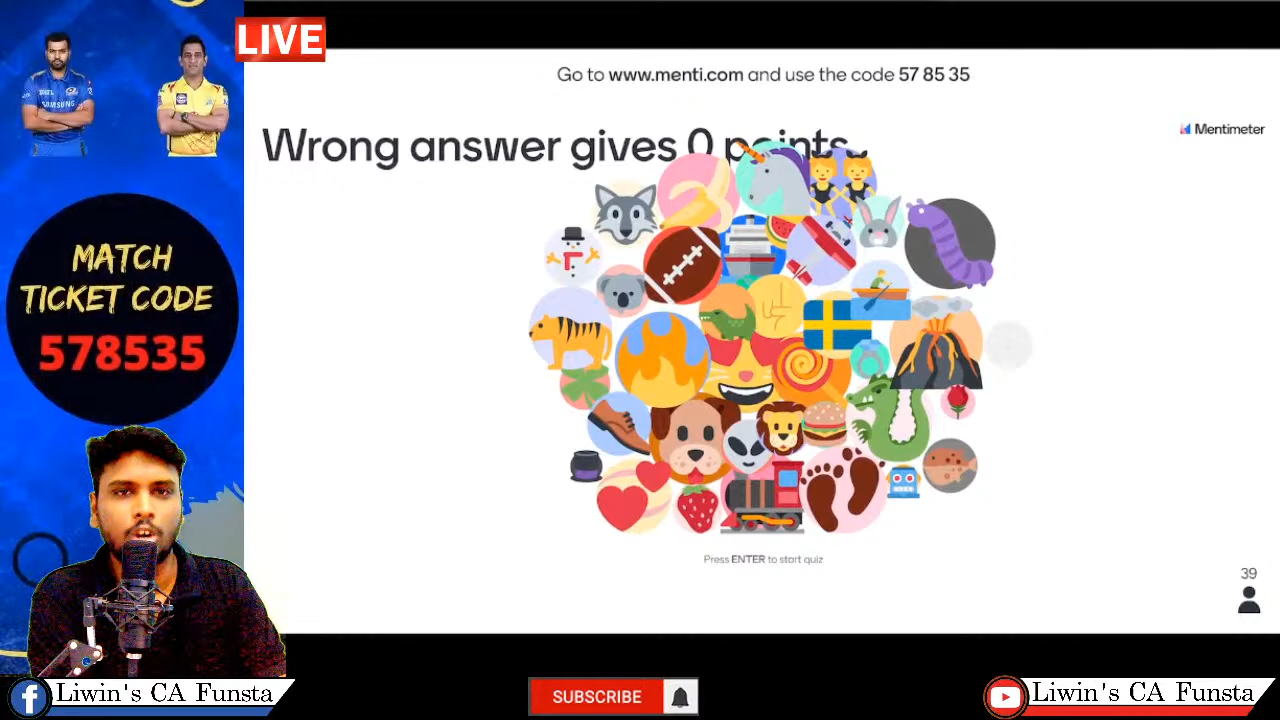 LIVE
Go to www.menti.com and use the code 57 85 35
Mentimeter
Wrong answer gives 0 points
SAMSUNG
MATCH
TICKET CODE
578535
Press ENTER to start quiz
39
Liwin's CA Funsta
SUBSCRIBE
Liwin's CA Funsta